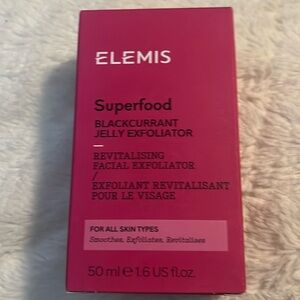 ELEMIS
Superfood
BLACKCURRANT
JELLY EXFOLIATOR
REVITALISING
FACIAL EXFOLIATOR
/
EXFOLIANT REVITALISANT
POUR LE VISAGE
FOR ALL SKIN TYPES
Smoothes, Exfoliates, Revitalises
50 ml ℮ 1.6 US fl.oz.